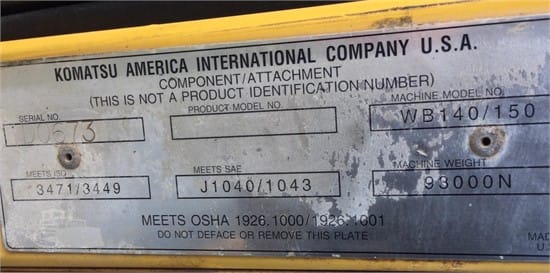 KOMATSU AMERICA INTERNATIONAL COMPANY U.S.A.
COMPONENT/ATTACHMENT
(THIS IS NOT A PRODUCT IDENTIFICATION NUMBER)
SERIAL NO. PRODUCT MODEL NO. MACHINE MODEL NO.
WB140/150
MEETS ISO MEETS SAE MACHINE WEIGHT
3471/3449 J1040/1043 93000N
MEETS OSHA 1926.1000/1926.1001
DO NOT DEFACE OR REMOVE THIS PLATE